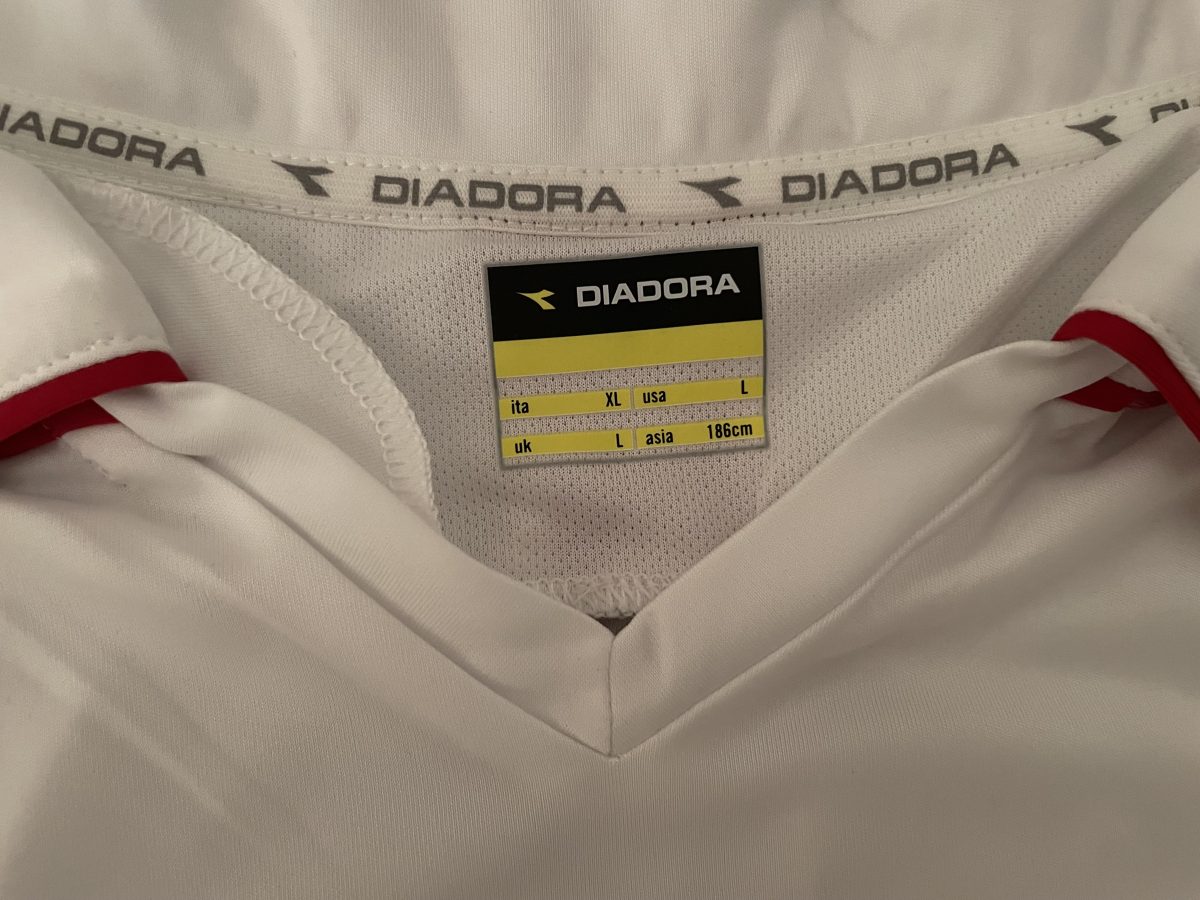 DIADORA DIADORA DIADORA
DIADORA
ita XL usa L
uk L asia 186cm